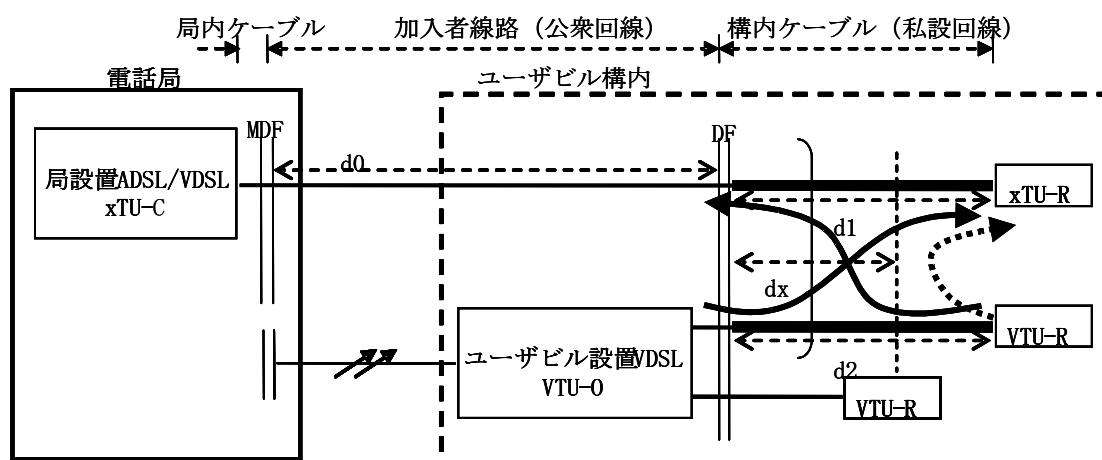 局内ケーブル
加入者線路（公衆回線）
構内ケーブル（私設回線）
電話局
ユーザビル構内
MDF
DF
d0
局設置ADSL/VDSL
xTU-C
xTU-R
d1
dx
VTU-R
ユーザビル設置VDSL
VTU-O
d2
VTU-R